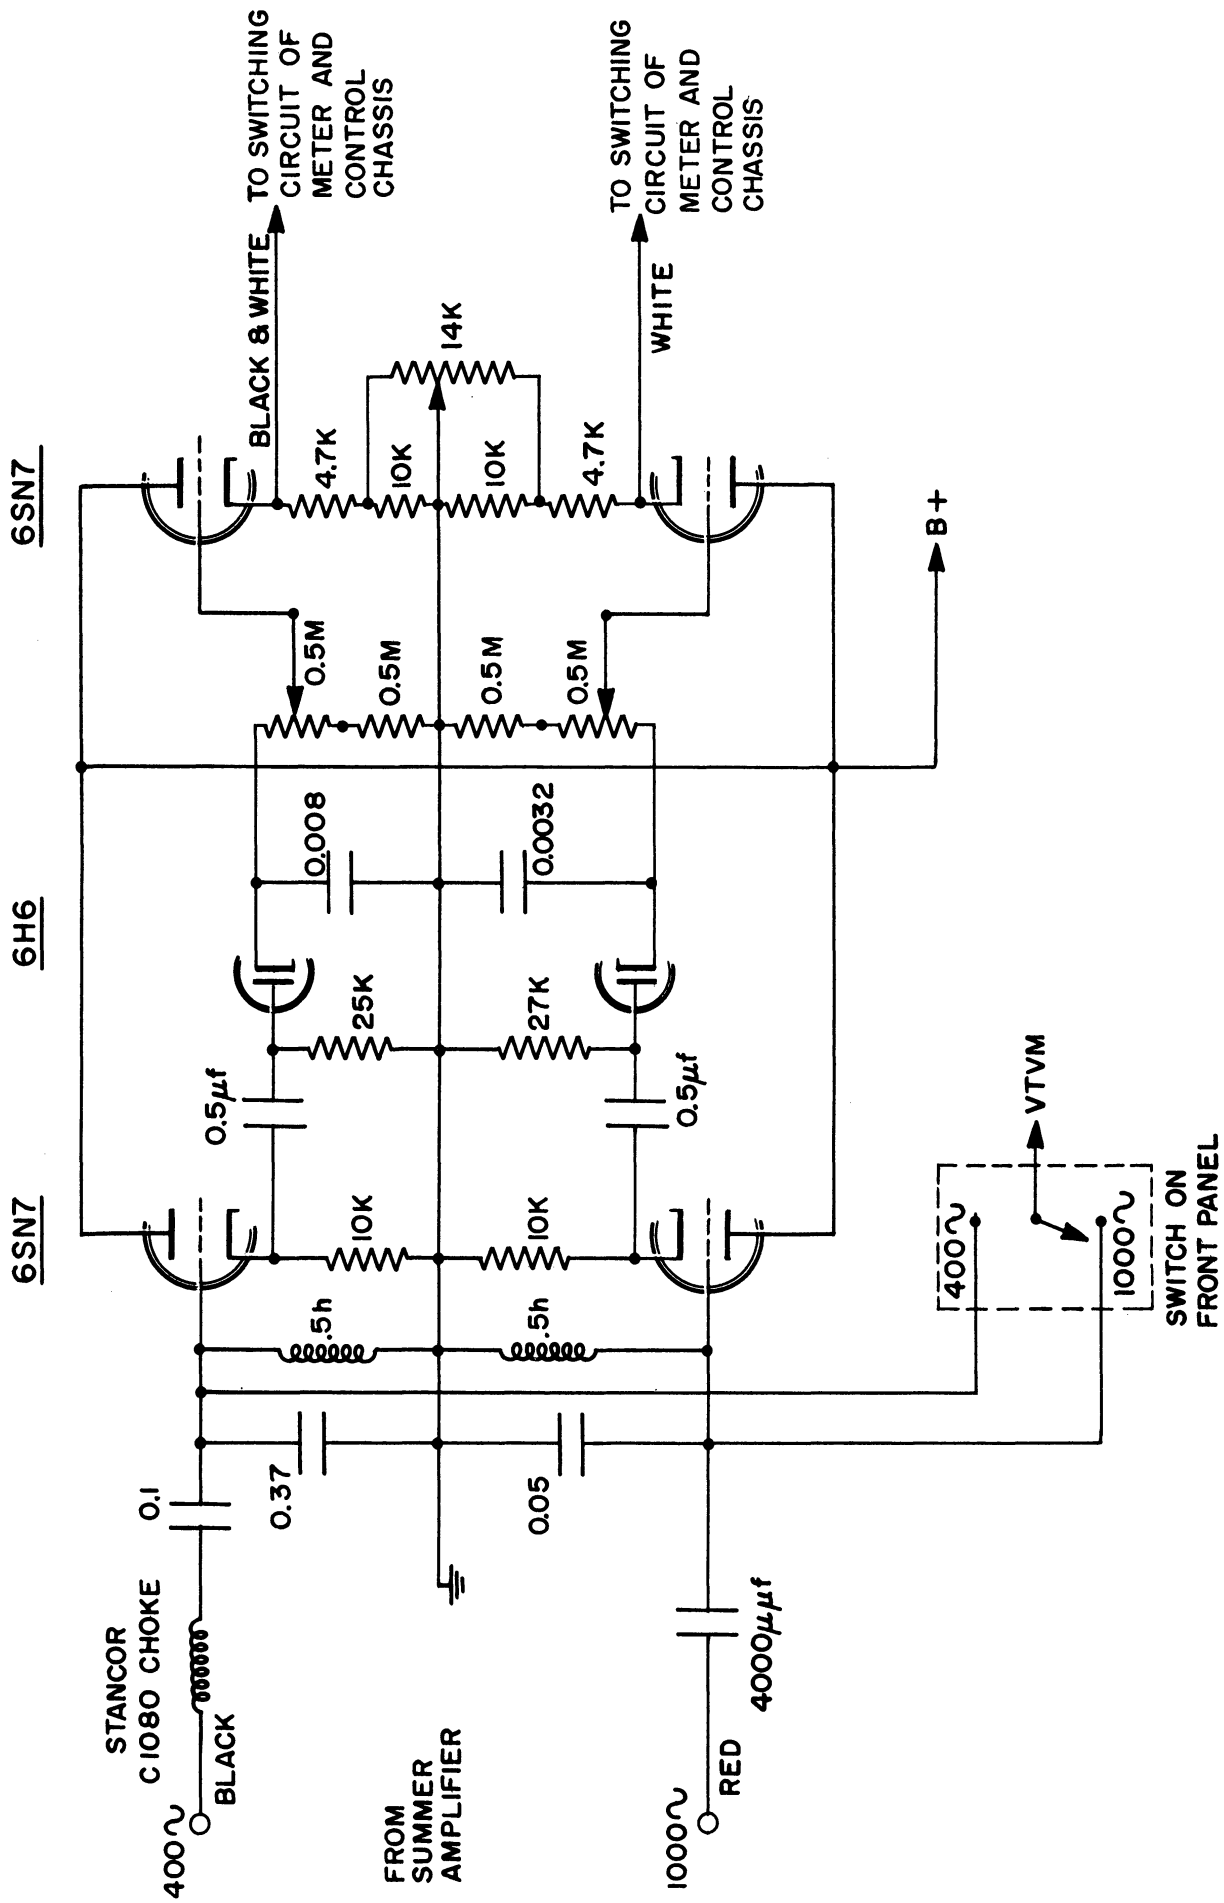 6SN7
6H6
6SN7
400~
STANCOR
C1080 CHOKE
BLACK
0.1
0.37
.5h
10K
0.5µf
25K
0.008
0.5M
0.5M
4.7K
10K
BLACK & WHITE
TO SWITCHING
CIRCUIT OF
METER AND
CONTROL
CHASSIS
14K
FROM
SUMMER
AMPLIFIER
1000~
RED
4000µµf
0.05
.5h
10K
0.5µf
27K
0.0032
0.5M
0.5M
10K
4.7K
WHITE
TO SWITCHING
CIRCUIT OF
METER AND
CONTROL
CHASSIS
B+
400~
1000~
VTVM
SWITCH ON
FRONT PANEL